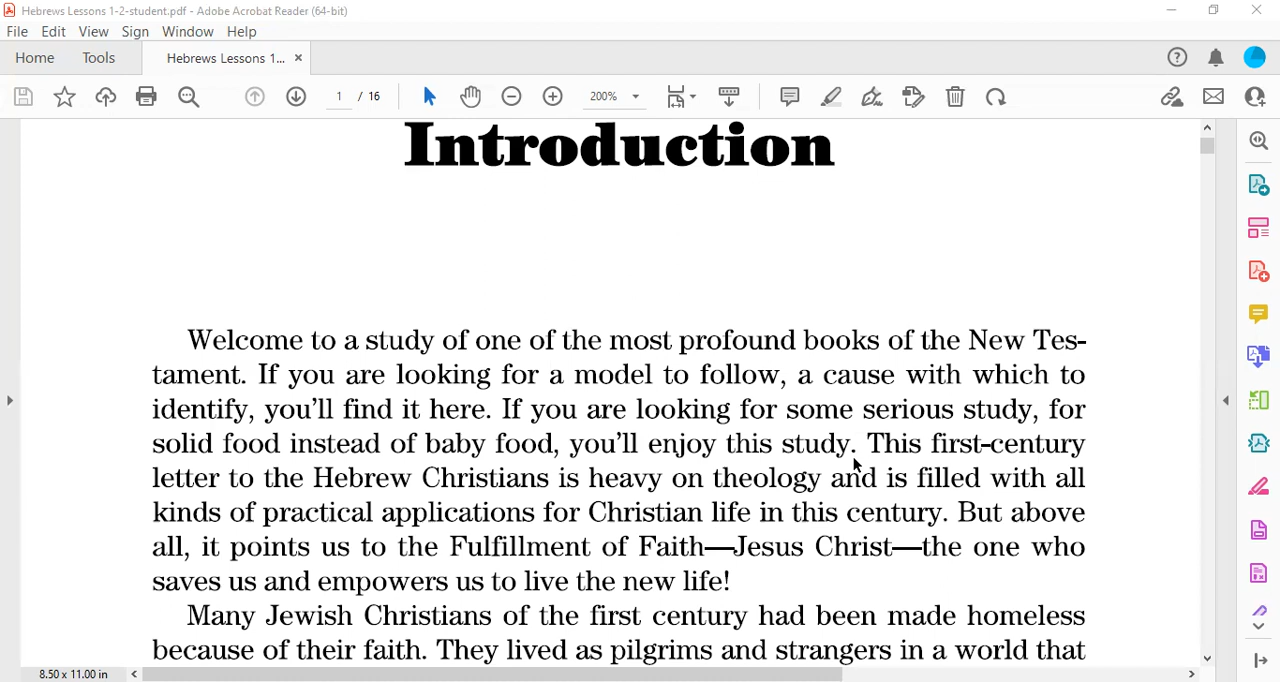 Hebrews Lessons 1-2-student.pdf - Adobe Acrobat Reader (64-bit)
File Edit View Sign Window Help
Home Tools Hebrews Lessons 1... ×
1 / 16 200%
Introduction
Welcome to a study of one of the most profound books of the New Tes-
tament. If you are looking for a model to follow, a cause with which to
identify, you'll find it here. If you are looking for some serious study, for
solid food instead of baby food, you'll enjoy this study. This first-century
letter to the Hebrew Christians is heavy on theology and is filled with all
kinds of practical applications for Christian life in this century. But above
all, it points us to the Fulfillment of Faith—Jesus Christ—the one who
saves us and empowers us to live the new life!
Many Jewish Christians of the first century had been made homeless
because of their faith. They lived as pilgrims and strangers in a world that
8.50 x 11.00 in